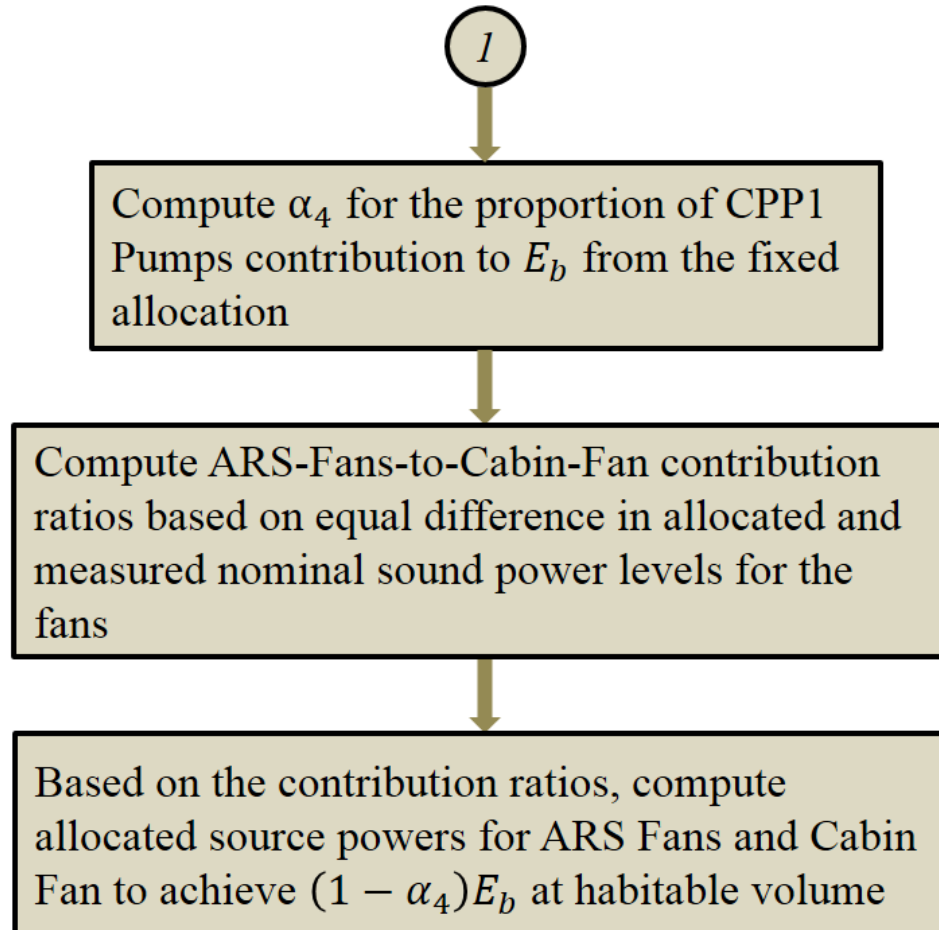 1
Compute α₄ for the proportion of CPP1
Pumps contribution to E_b from the fixed
allocation
Compute ARS-Fans-to-Cabin-Fan contribution
ratios based on equal difference in allocated and
measured nominal sound power levels for the
fans
Based on the contribution ratios, compute
allocated source powers for ARS Fans and Cabin
Fan to achieve (1 − α₄)E_b at habitable volume